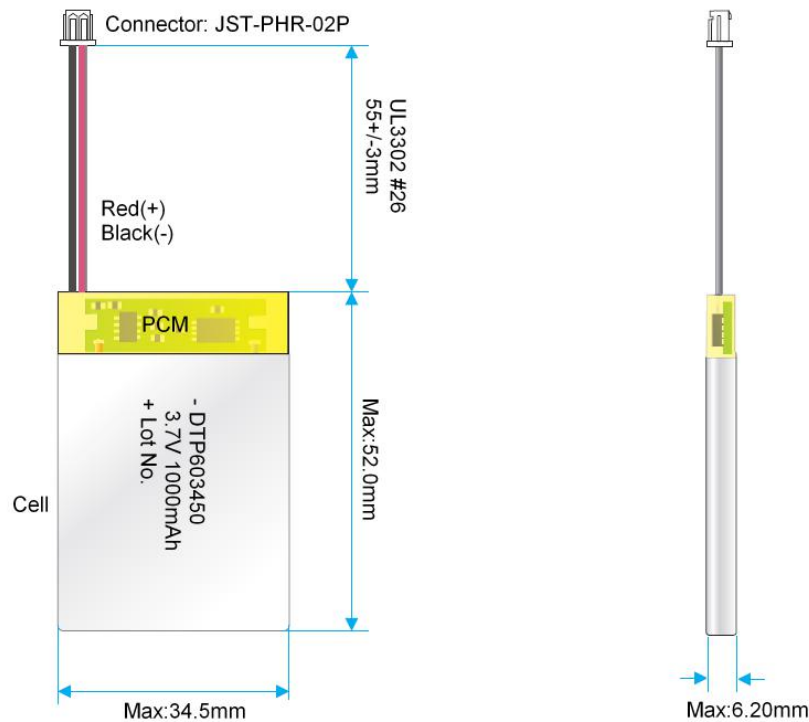 Connector: JST-PHR-02P
UL3302 #26
55+/-3mm
Red(+)
Black(-)
PCM
- DTP603450
3.7V 1000mAh
+ Lot No.
Max:52.0mm
Cell
Max:34.5mm
Max:6.20mm